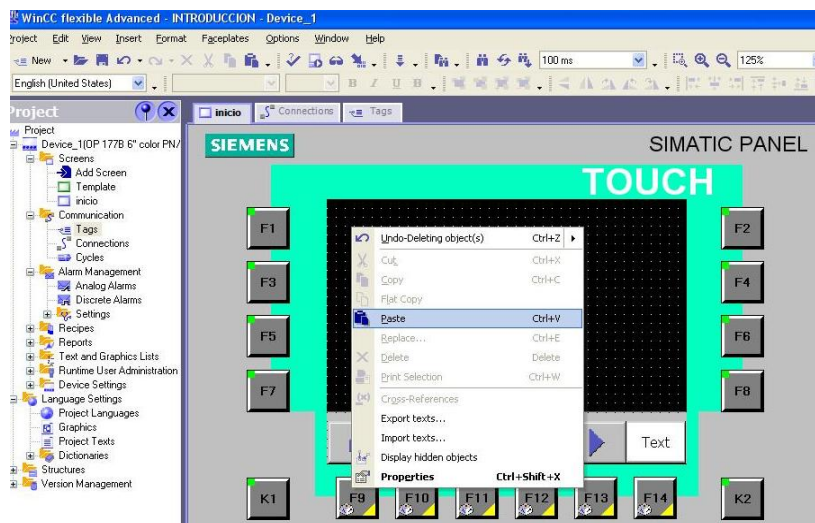 WinCC flexible Advanced - INTRODUCCION - Device_1
Project Edit View Insert Format Faceplates Options Window Help
New 100 ms 125%
English (United States) B I U B
Project inicio Connections Tags
Project
Device_1(OP 177B 6" color PN/
Screens
Add Screen
Template
inicio
Communication
Tags
Connections
Cycles
Alarm Management
Analog Alarms
Discrete Alarms
Settings
Recipes
Reports
Text and Graphics Lists
Runtime User Administration
Device Settings
Language Settings
Project Languages
Graphics
Project Texts
Dictionaries
Structures
Version Management
SIEMENS SIMATIC PANEL
TOUCH
F1 F2
F3 F4
F5 F6
F7 F8
Undo-Deleting object(s) Ctrl+Z
Cut Ctrl+X
Copy Ctrl+C
Flat Copy
Paste Ctrl+V
Replace... Ctrl+E
Delete Delete
Print Selection Ctrl+W
Cross-References
Export texts...
Import texts...
Display hidden objects
Properties Ctrl+Shift+X
Text
K1 F9 F10 F11 F12 F13 F14 K2